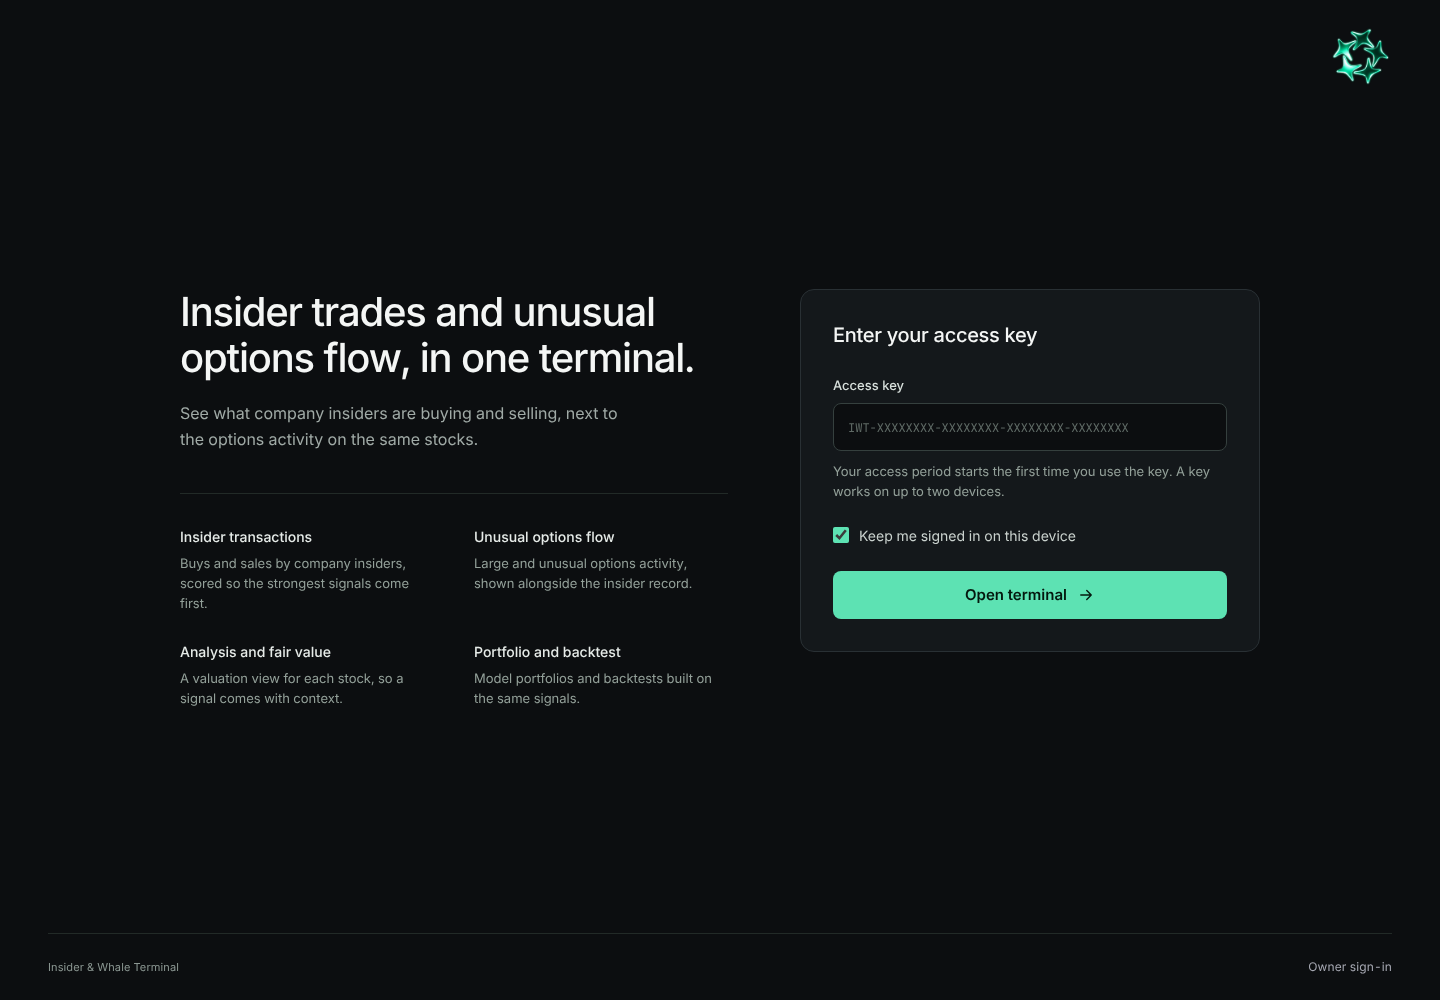 Insider trades and unusual
options flow, in one terminal.
See what company insiders are buying and selling, next to
the options activity on the same stocks.
Insider transactions
Buys and sales by company insiders,
scored so the strongest signals come
first.
Unusual options flow
Large and unusual options activity,
shown alongside the insider record.
Analysis and fair value
A valuation view for each stock, so a
signal comes with context.
Portfolio and backtest
Model portfolios and backtests built on
the same signals.
Enter your access key
Access key
IWT-XXXXXXXX-XXXXXXXX-XXXXXXXX-XXXXXXXX
Your access period starts the first time you use the key. A key
works on up to two devices.
Keep me signed in on this device
Open terminal →
Insider & Whale Terminal
Owner sign-in